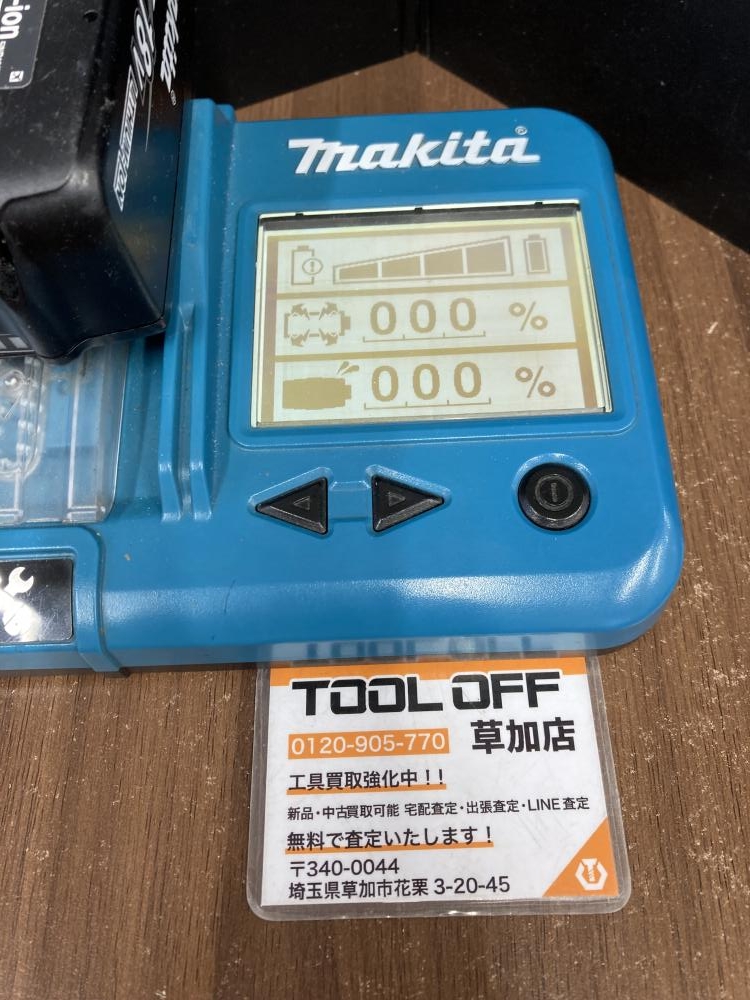 -ion
makita
18V
makita
000 %
000 %
TOOL OFF
0120-905-770 草加店
工具買取強化中！！
新品・中古買取可能 宅配査定・出張査定・LINE査定
無料で査定いたします！
〒340-0044
埼玉県草加市花栗 3-20-45